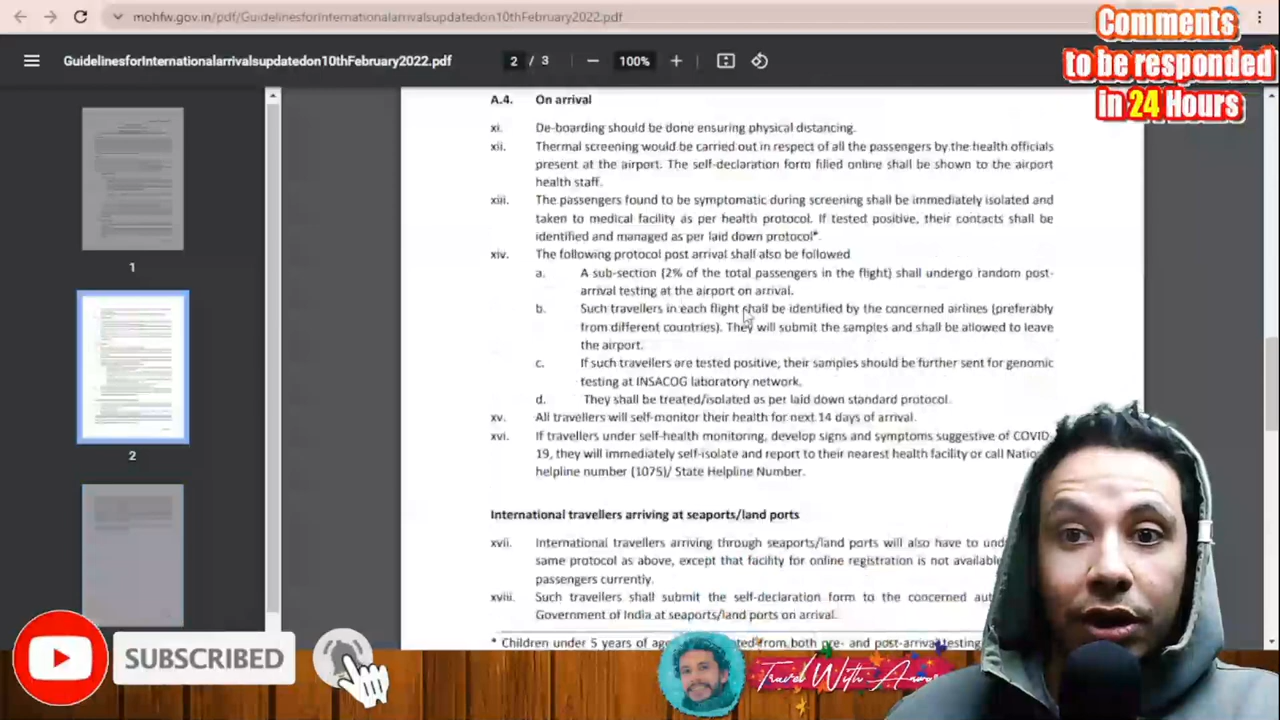 mohfw.gov.in/pdf/GuidelinesforInternationalarrivalsupdatedon10thFebruary2022.pdf
Comments
to be responded
in 24 Hours
GuidelinesforInternationalarrivalsupdatedon10thFebruary2022.pdf
2 / 3
100%
A.4. On arrival
xi. De-boarding should be done ensuring physical distancing.
xii. Thermal screening would be carried out in respect of all the passengers by the health officials
present at the airport. The self-declaration form filled online shall be shown to the airport
health staff.
xiii. The passengers found to be symptomatic during screening shall be immediately isolated and
taken to medical facility as per health protocol. If tested positive, their contacts shall be
identified and managed as per laid down protocol*.
xiv. The following protocol post arrival shall also be followed
a. A sub-section (2% of the total passengers in the flight) shall undergo random post-
arrival testing at the airport on arrival.
b. Such travellers in each flight shall be identified by the concerned airlines (preferably
from different countries). They will submit the samples and shall be allowed to leave
the airport.
c. If such travellers are tested positive, their samples should be further sent for genomic
testing at INSACOG laboratory network.
d. They shall be treated/isolated as per laid down standard protocol.
xv. All travellers will self-monitor their health for next 14 days of arrival.
xvi. If travellers under self-health monitoring, develop signs and symptoms suggestive of COVID
19, they will immediately self-isolate and report to their nearest health facility or call
helpline number (1075)/ State Helpline Number.
International travellers arriving at seaports/land ports
xvii. International travellers arriving through seaports/land ports will also have to
same protocol as above, except that facility for online registration is not available
passengers currently.
xviii. Such travellers shall submit the self-declaration form to the concerned
Government of India at seaports/land ports on arrival.
* Children under 5 years of from both pre- and post-arrival testing
1
2
SUBSCRIBED
Travel With